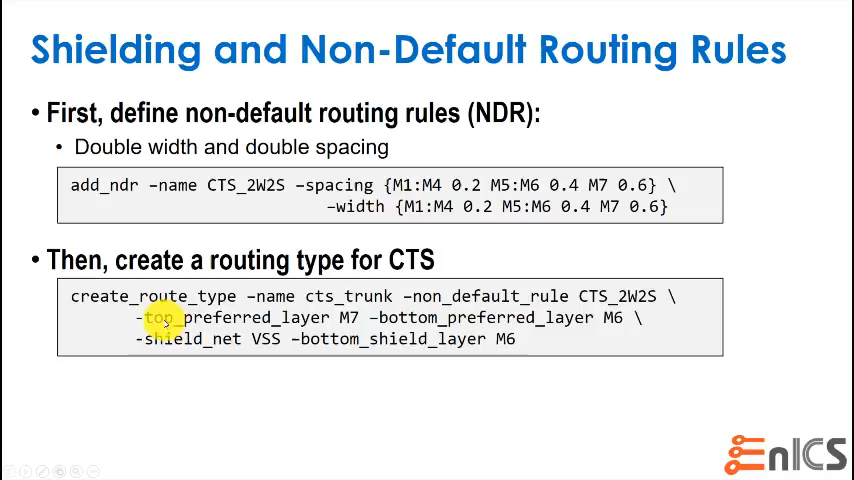 Shielding and Non-Default Routing Rules
• First, define non-default routing rules (NDR):
• Double width and double spacing
add_ndr –name CTS_2W2S –spacing {M1:M4 0.2 M5:M6 0.4 M7 0.6} \
–width {M1:M4 0.2 M5:M6 0.4 M7 0.6}
• Then, create a routing type for CTS
create_route_type –name cts_trunk –non_default_rule CTS_2W2S \
-top_preferred_layer M7 –bottom_preferred_layer M6 \
-shield_net VSS –bottom_shield_layer M6
EnICS